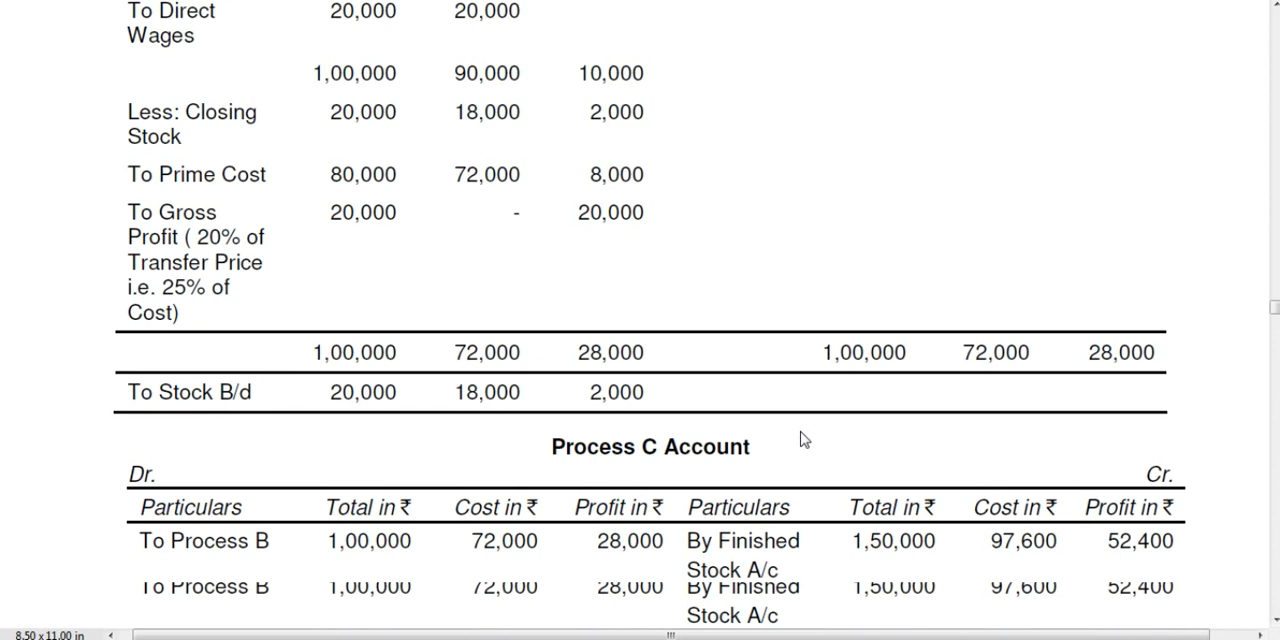 To Direct 20,000 20,000
Wages
1,00,000 90,000 10,000
Less: Closing 20,000 18,000 2,000
Stock
To Prime Cost 80,000 72,000 8,000
To Gross 20,000 - 20,000
Profit ( 20% of
Transfer Price
i.e. 25% of
Cost)
1,00,000 72,000 28,000 1,00,000 72,000 28,000
To Stock B/d 20,000 18,000 2,000
Process C Account
Dr. Cr.
Particulars Total in ₹ Cost in ₹ Profit in ₹ Particulars Total in ₹ Cost in ₹ Profit in ₹
To Process B 1,00,000 72,000 28,000 By Finished 1,50,000 97,600 52,400
Stock A/c
To Process B 1,00,000 72,000 28,000 By Finished 1,50,000 97,600 52,400
Stock A/c
8.50 x 11.00 in